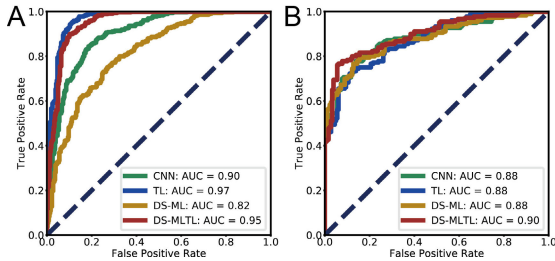 A
True Positive Rate
1.0
0.8
0.6
0.4
0.2
0.0
0.0 0.2 0.4 0.6 0.8 1.0
False Positive Rate
CNN: AUC = 0.90
TL: AUC = 0.97
DS-ML: AUC = 0.82
DS-MLTL: AUC = 0.95
B
True Positive Rate
1.0
0.8
0.6
0.4
0.2
0.0
0.0 0.2 0.4 0.6 0.8 1.0
False Positive Rate
CNN: AUC = 0.88
TL: AUC = 0.88
DS-ML: AUC = 0.88
DS-MLTL: AUC = 0.90